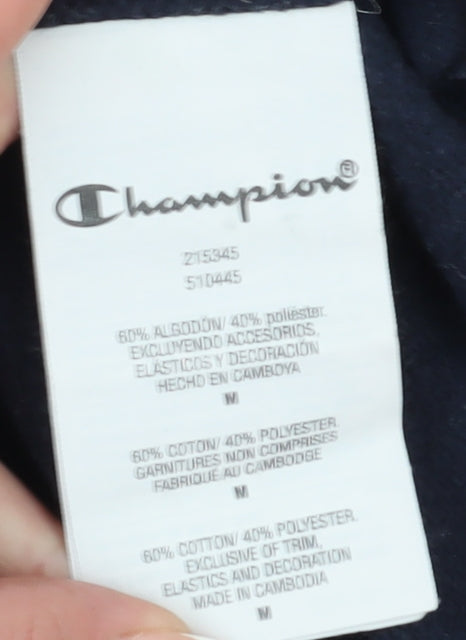 Champion®
215345
510445
60% ALGODÓN/ 40% poliéster.
EXCLUYENDO ACCESORIOS,
ELÁSTICOS Y DECORACIÓN
HECHO EN CAMBOYA
M
60% COTON/ 40% POLYESTER.
GARNITURES NON COMPRISES
FABRIQUÉ AU CAMBODGE
M
60% COTTON/ 40% POLYESTER.
EXCLUSIVE OF TRIM,
ELASTICS AND DECORATION
MADE IN CAMBODIA
M